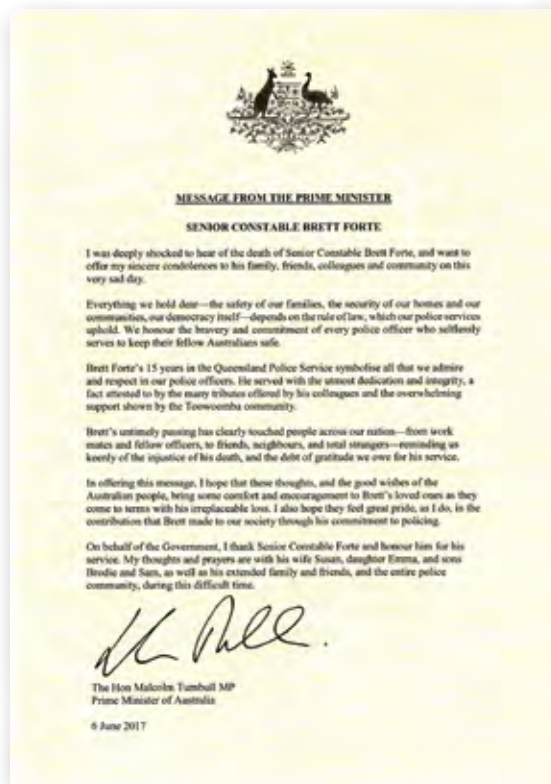 MESSAGE FROM THE PRIME MINISTER
SENIOR CONSTABLE BRETT FORTE
I was deeply shocked to hear of the death of Senior Constable Brett Forte, and want to
offer my sincere condolences to his family, friends, colleagues and community on this
very sad day.
Everything we hold dear—the safety of our families, the security of our homes and our
communities, our democracy itself—depends on the rule of law, which our police services
uphold. We honour the bravery and commitment of every police officer who selflessly
serves to keep their fellow Australians safe.
Brett Forte's 15 years in the Queensland Police Service symbolise all that we admire
and respect in our police officers. He served with the utmost dedication and integrity, a
fact attested to by the many tributes offered by his colleagues and the overwhelming
support shown by the Toowoomba community.
Brett's untimely passing has clearly touched people across our nation—from work
mates and fellow officers, to friends, neighbours, and total strangers—reminding us
keenly of the injustice of his death, and the debt of gratitude we owe for his service.
In offering this message, I hope that these thoughts, and the good wishes of the
Australian people, bring some comfort and encouragement to Brett's loved ones as they
come to terms with his irreplaceable loss. I also hope they feel great pride, as I do, in the
contribution that Brett made to our society through his commitment to policing.
On behalf of the Government, I thank Senior Constable Forte and honour him for his
service. My thoughts and prayers are with his wife Susan, daughter Emma, and sons
Brodie and Sam, as well as his extended family and friends, and the entire police
community, during this difficult time.
The Hon Malcolm Turnbull MP
Prime Minister of Australia
6 June 2017